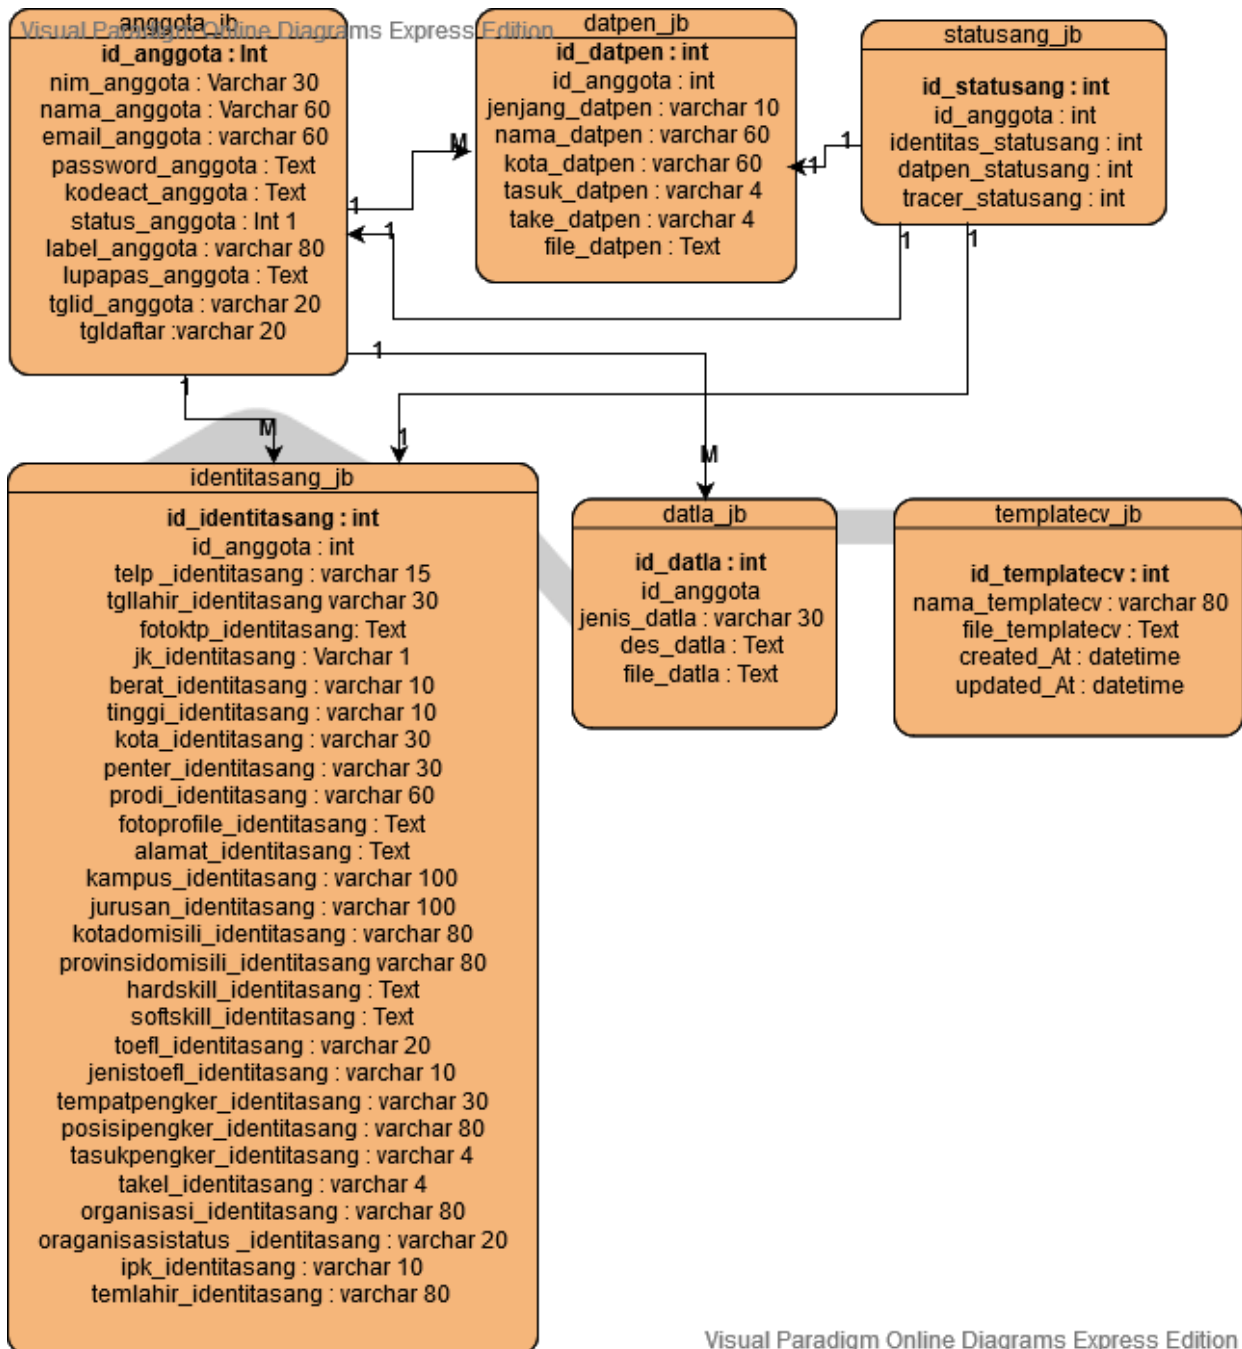 Visual Paradigm Online Diagrams Express Edition
anggota_jb
id_anggota : Int
nim_anggota : Varchar 30
nama_anggota : Varchar 60
email_anggota : varchar 60
password_anggota : Text
kodeact_anggota : Text
status_anggota : Int 1
label_anggota : varchar 80
lupapas_anggota : Text
tglid_anggota : varchar 20
tgldaftar :varchar 20
datpen_jb
id_datpen : int
id_anggota : int
jenjang_datpen : varchar 10
nama_datpen : varchar 60
kota_datpen : varchar 60
tasuk_datpen : varchar 4
take_datpen : varchar 4
file_datpen : Text
statusang_jb
id_statusang : int
id_anggota : int
identitas_statusang : int
datpen_statusang : int
tracer_statusang : int
1
M
1
1
1
1
1
1
1
M
1
M
identitasang_jb
id_identitasang : int
id_anggota : int
telp _identitasang : varchar 15
tgllahir_identitasang varchar 30
fotoktp_identitasang: Text
jk_identitasang : Varchar 1
berat_identitasang : varchar 10
tinggi_identitasang : varchar 10
kota_identitasang : varchar 30
penter_identitasang : varchar 30
prodi_identitasang : varchar 60
fotoprofile_identitasang : Text
alamat_identitasang : Text
kampus_identitasang : varchar 100
jurusan_identitasang : varchar 100
kotadomisili_identitasang : varchar 80
provinsidomisili_identitasang varchar 80
hardskill_identitasang : Text
softskill_identitasang : Text
toefl_identitasang : varchar 20
jenistoefl_identitasang : varchar 10
tempatpengker_identitasang : varchar 30
posisipengker_identitasang : varchar 80
tasukpengker_identitasang : varchar 4
takel_identitasang : varchar 4
organisasi_identitasang : varchar 80
oraganisasistatus _identitasang : varchar 20
ipk_identitasang : varchar 10
temlahir_identitasang : varchar 80
datla_jb
id_datla : int
id_anggota
jenis_datla : varchar 30
des_datla : Text
file_datla : Text
templatecv_jb
id_templatecv : int
nama_templatecv : varchar 80
file_templatecv : Text
created_At : datetime
updated_At : datetime
Visual Paradigm Online Diagrams Express Edition